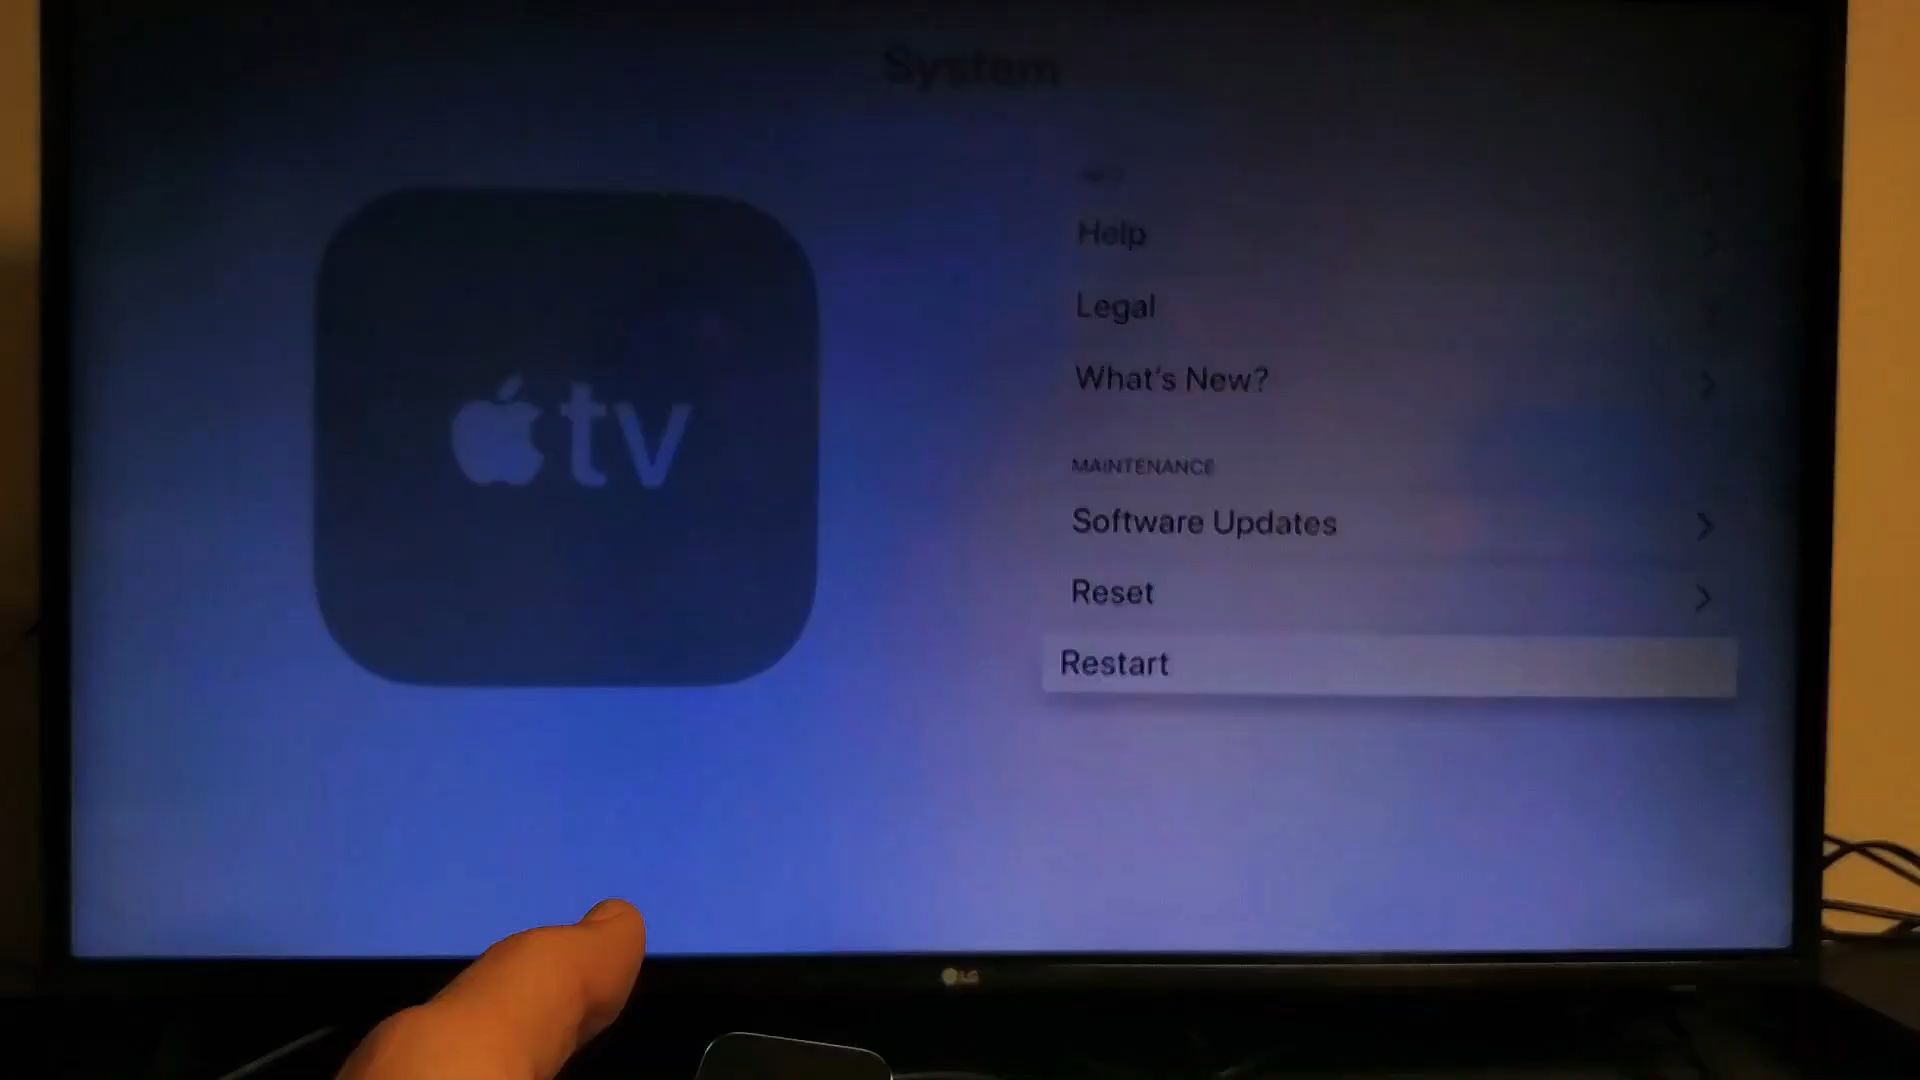 System
Help
Legal
What's New?
MAINTENANCE
Software Updates
Reset
Restart
tv
LG